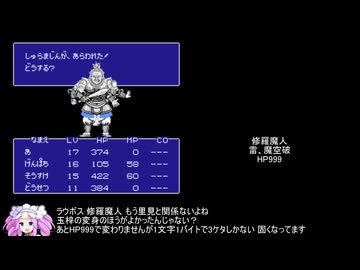 しゅらまじんが、あらわれた!
どうする?
なまえ LV HP MP CO
あ 17 374 0 ---
げんぱち 16 105 58 ---
そうすけ 15 422 60 ---
どうせつ 11 384 0 ---
修羅魔人
雷、魔空破
HP999
ラウボス 修羅魔人 もう里見と関係ないよね
玉梓の変身のほうがよかったんじゃない?
あとHP999で変わりませんが1文字1バイトで3ケタしかない 固くなってます